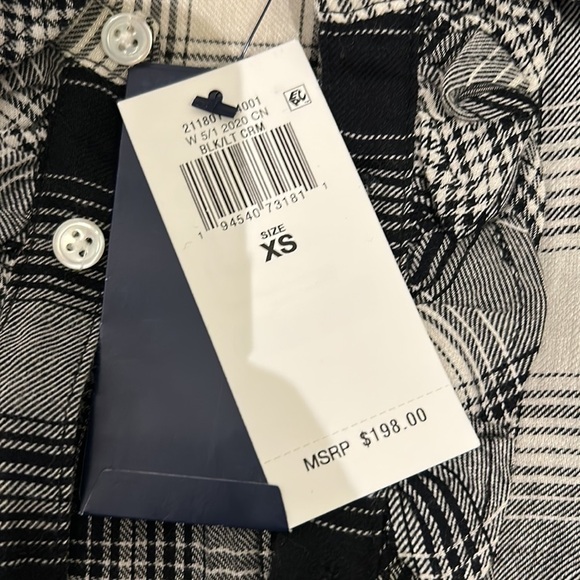 W 5/1 2020 CN
BLK/LT CRM
1 94540 73181 1
SIZE
XS
MSRP $198.00